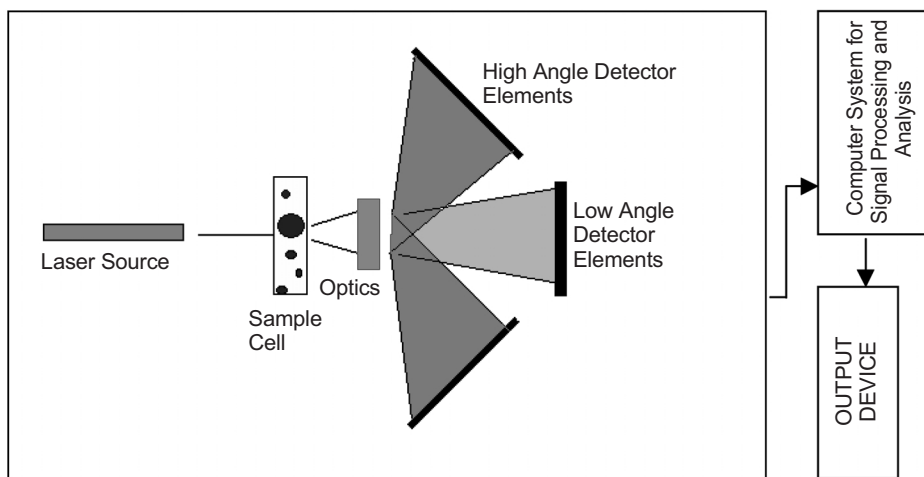 High Angle Detector
Elements
Low Angle
Detector
Elements
Laser Source
Optics
Sample
Cell
Computer System for
Signal Processing and
Analysis
OUTPUT
DEVICE